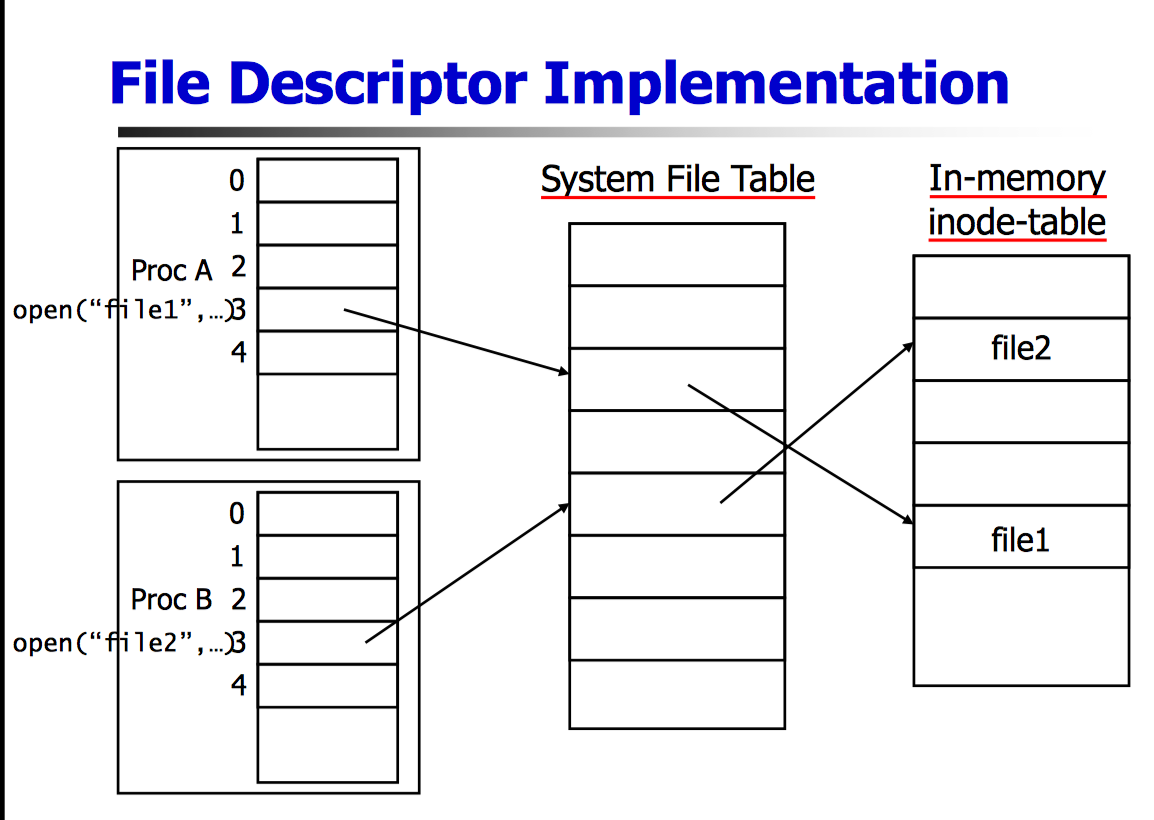 File Descriptor Implementation
0
1
Proc A 2
open(“file1”,…)3
4
System File Table
In-memory
inode-table
file2
file1
0
1
Proc B 2
open(“file2”,…)3
4